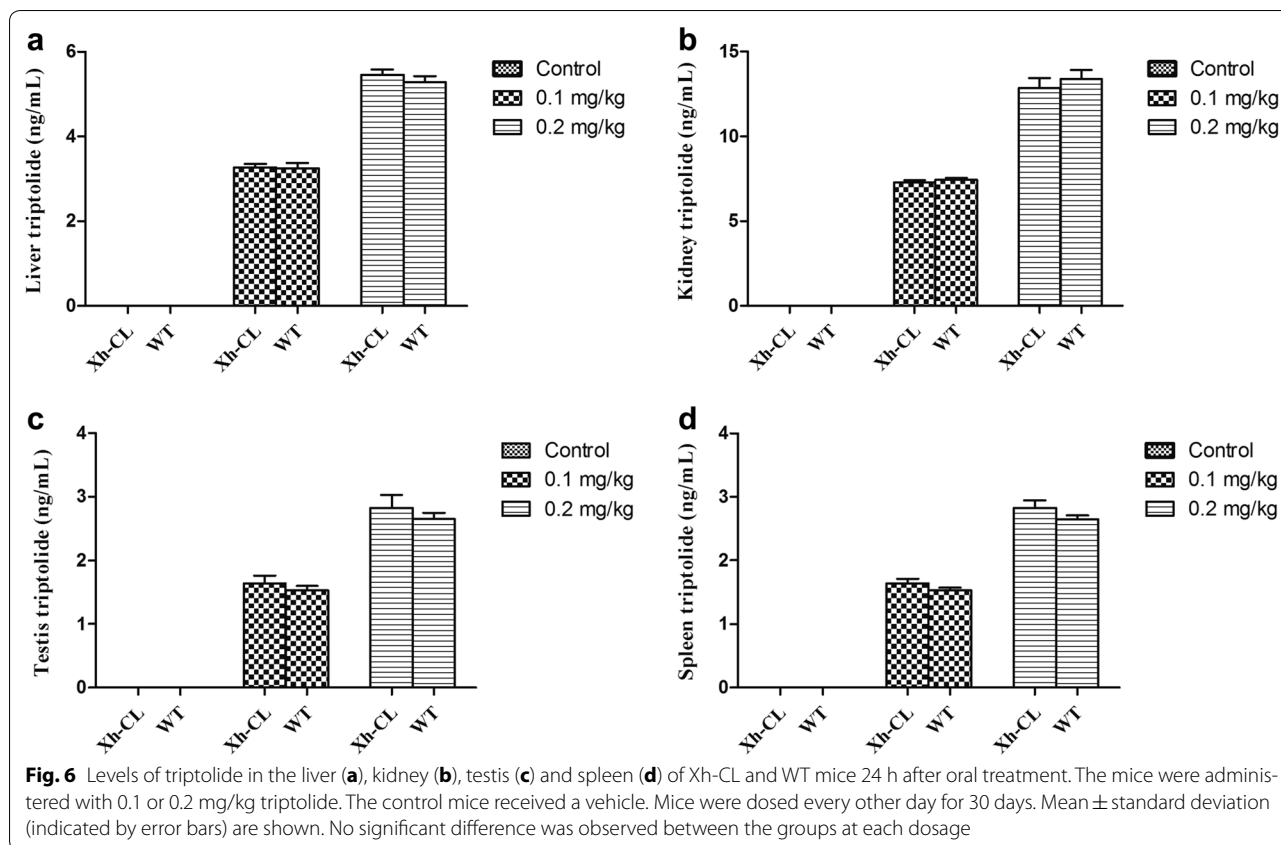 a
Liver triptolide (ng/mL)
6
4
2
0
Xh-CL
WT
Xh-CL
WT
Xh-CL
WT
Control
0.1 mg/kg
0.2 mg/kg
b
Kidney triptolide (ng/mL)
15
10
5
0
Xh-CL
WT
Xh-CL
WT
Xh-CL
WT
Control
0.1 mg/kg
0.2 mg/kg
c
Testis triptolide (ng/mL)
4
3
2
1
0
Xh-CL
WT
Xh-CL
WT
Xh-CL
WT
Control
0.1 mg/kg
0.2 mg/kg
d
Spleen triptolide (ng/mL)
4
3
2
1
0
Xh-CL
WT
Xh-CL
WT
Xh-CL
WT
Control
0.1 mg/kg
0.2 mg/kg
Fig. 6 Levels of triptolide in the liver (a), kidney (b), testis (c) and spleen (d) of Xh-CL and WT mice 24 h after oral treatment. The mice were adminis-
tered with 0.1 or 0.2 mg/kg triptolide. The control mice received a vehicle. Mice were dosed every other day for 30 days. Mean ± standard deviation
(indicated by error bars) are shown. No significant difference was observed between the groups at each dosage